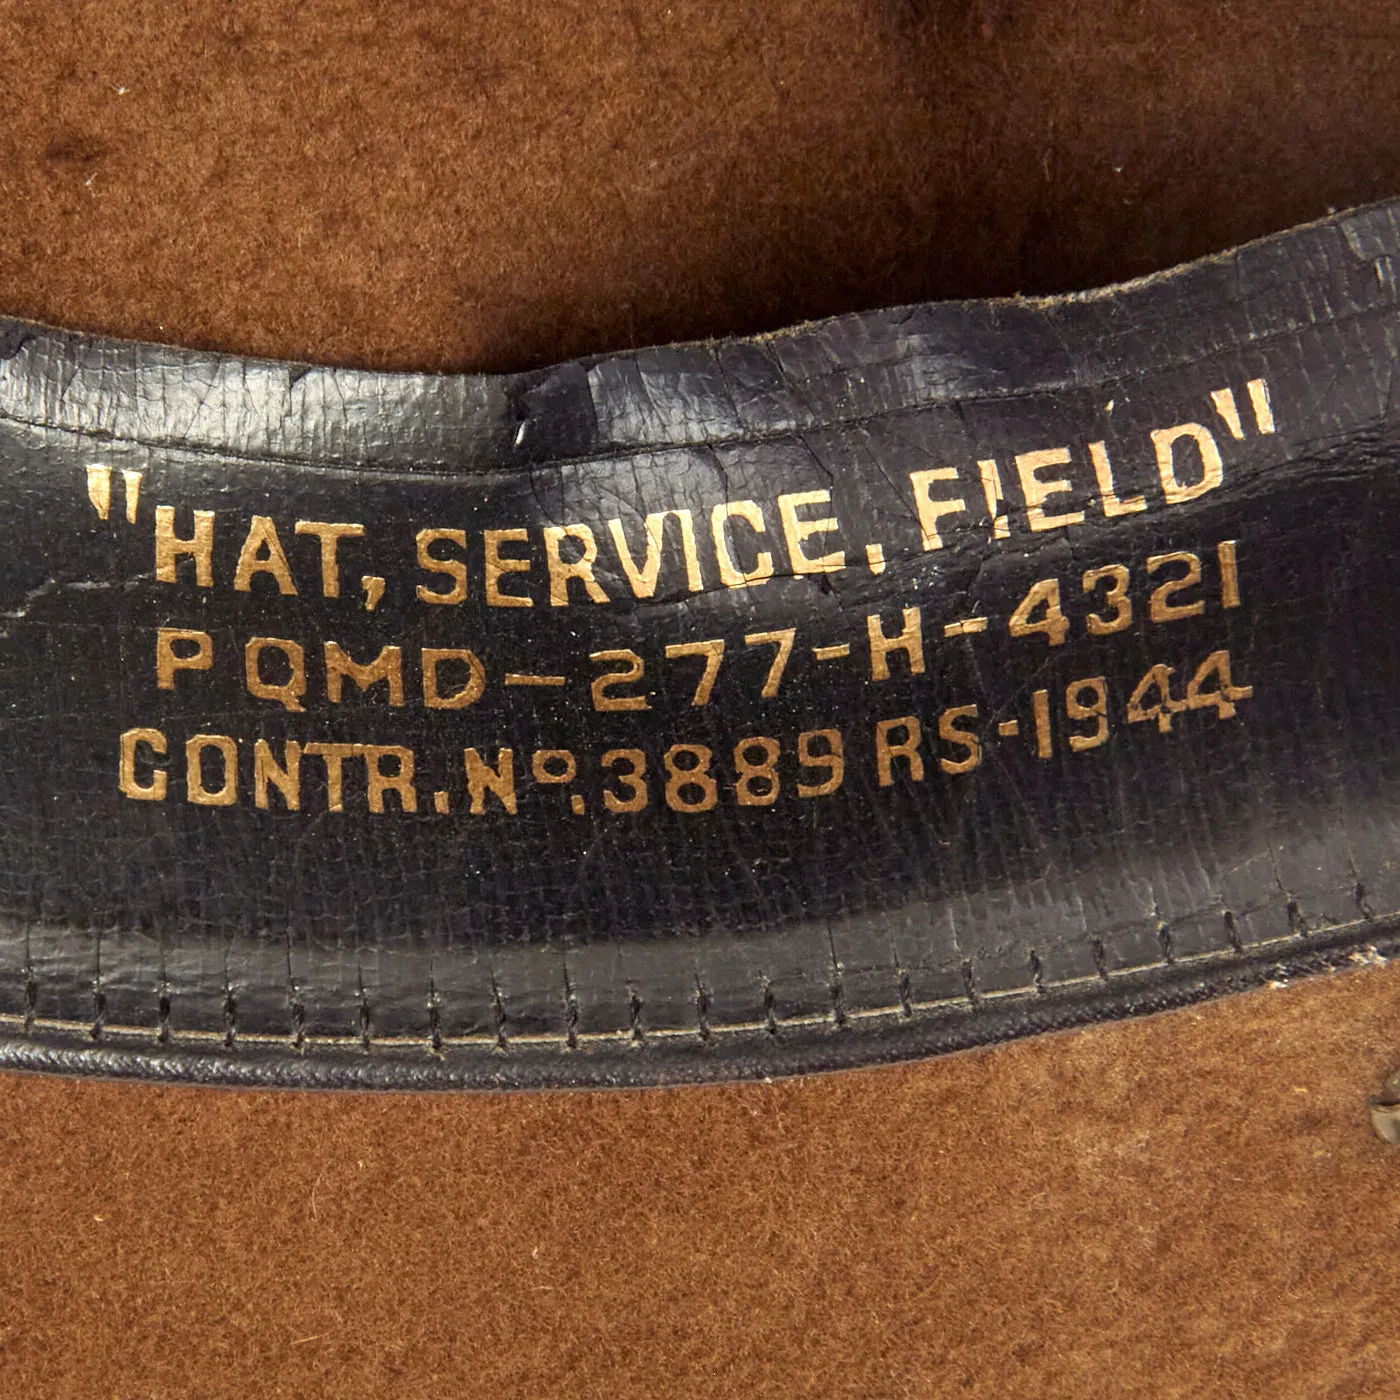 "HAT, SERVICE, FIELD"
PQMD-277-H-4321
CONTR. Nº. 3889 RS-1944